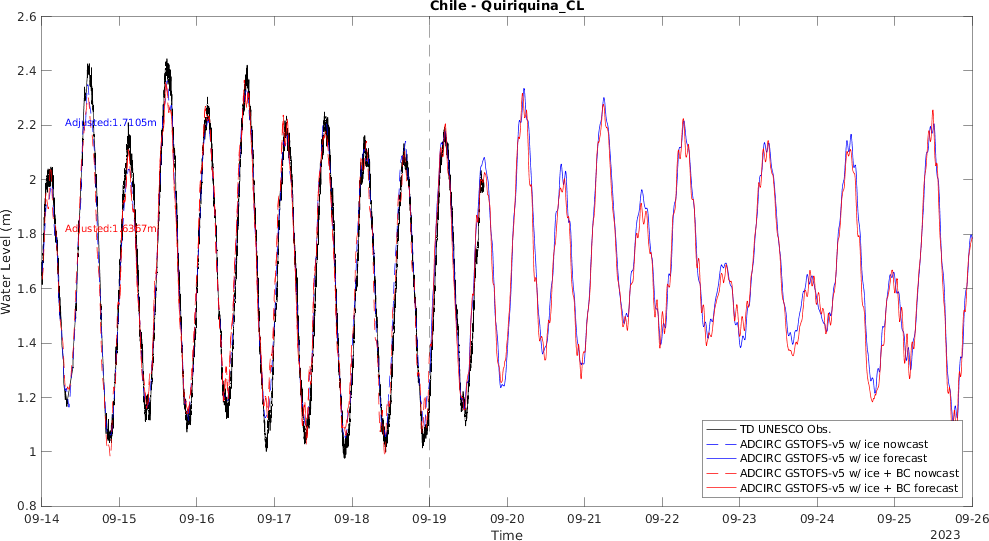 Chile - Quiriquina_CL
2.6
2.4
2.2
2
1.8
1.6
1.4
1.2
1
0.8
Water Level (m)
Adjusted:1.7105m
Adjusted:1.6367m
TD UNESCO Obs.
ADCIRC GSTOFS-v5 w/ ice nowcast
ADCIRC GSTOFS-v5 w/ ice forecast
ADCIRC GSTOFS-v5 w/ ice + BC nowcast
ADCIRC GSTOFS-v5 w/ ice + BC forecast
09-14 09-15 09-16 09-17 09-18 09-19 09-20 09-21 09-22 09-23 09-24 09-25 09-26
Time
2023